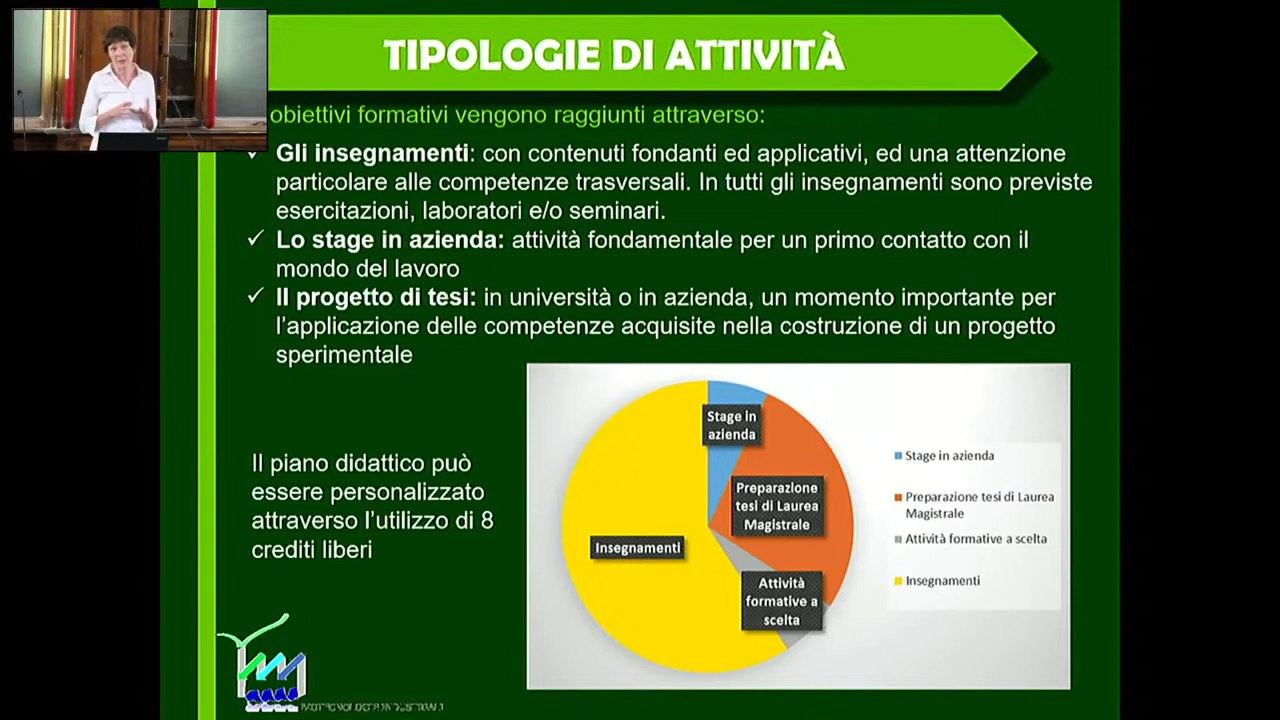 TIPOLOGIE DI ATTIVITÀ
obiettivi formativi vengono raggiunti attraverso:
✓ Gli insegnamenti: con contenuti fondanti ed applicativi, ed una attenzione
particolare alle competenze trasversali. In tutti gli insegnamenti sono previste
esercitazioni, laboratori e/o seminari.
✓ Lo stage in azienda: attività fondamentale per un primo contatto con il
mondo del lavoro
✓ Il progetto di tesi: in università o in azienda, un momento importante per
l'applicazione delle competenze acquisite nella costruzione di un progetto
sperimentale
Il piano didattico può
essere personalizzato
attraverso l'utilizzo di 8
crediti liberi
Stage in
azienda
Preparazione
tesi di Laurea
Magistrale
Insegnamenti
Attività
formative a
scelta
Stage in azienda
Preparazione tesi di Laurea
Magistrale
Attività formative a scelta
Insegnamenti